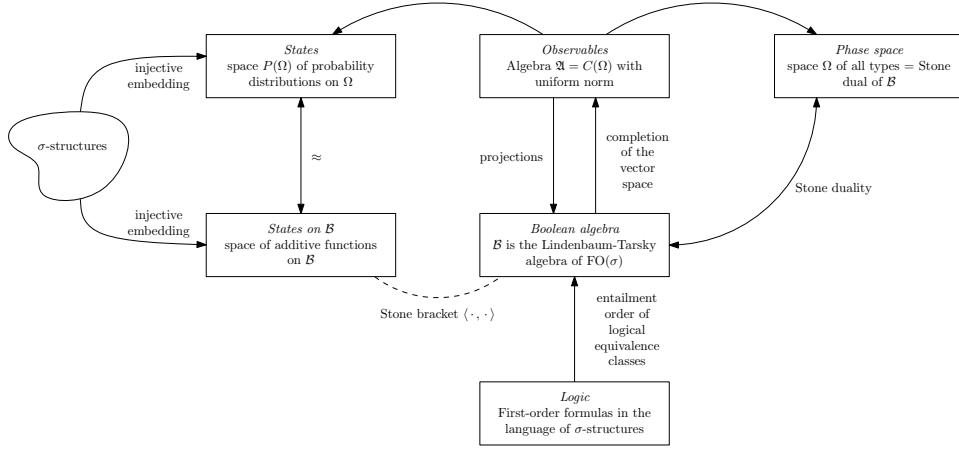 States
space P(Ω) of probability
distributions on Ω
Observables
Algebra 𝔄 = C(Ω) with
uniform norm
Phase space
space Ω of all types = Stone
dual of ℬ
injective
embedding
σ-structures
injective
embedding
≈
projections
completion
of the
vector
space
Stone duality
States on ℬ
space of additive functions
on ℬ
Boolean algebra
ℬ is the Lindenbaum-Tarsky
algebra of FO(σ)
Stone bracket ⟨ · , · ⟩
entailment
order of
logical
equivalence
classes
Logic
First-order formulas in the
language of σ-structures